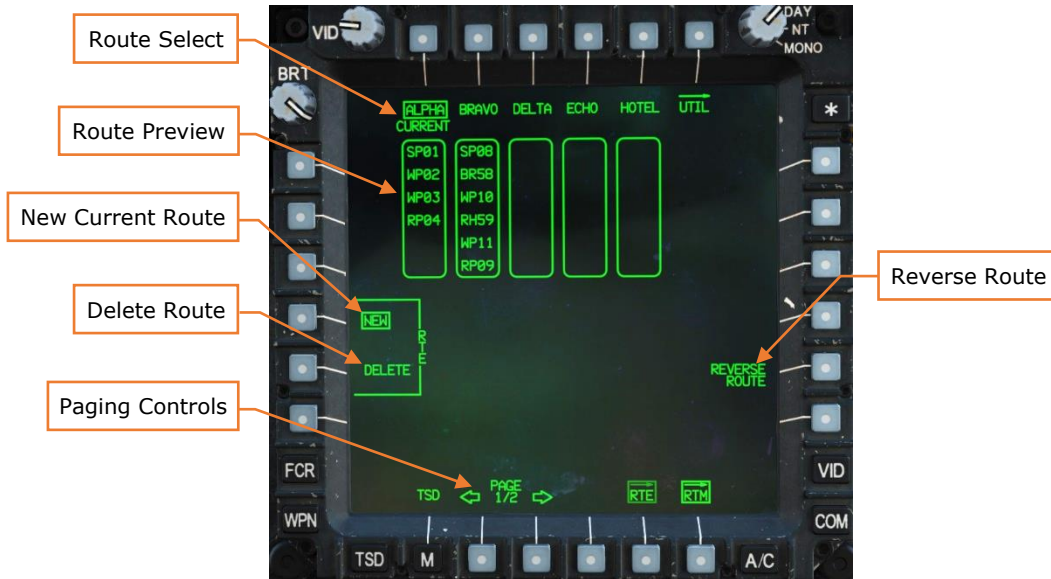 Route Select
Route Preview
New Current Route
Delete Route
Paging Controls
Reverse Route
VID
DAY
NT
MONO
BRT
*
ALPHA BRAVO DELTA ECHO HOTEL UTIL
CURRENT
SP01 SP08
WP02 BR58
WP03 WP10
RP04 RH59
WP11
RP09
NEW
RTE
DELETE
REVERSE
ROUTE
FCR
VID
PAGE
TSD 1/2 RTE RTM
WPN
COM
TSD M A/C